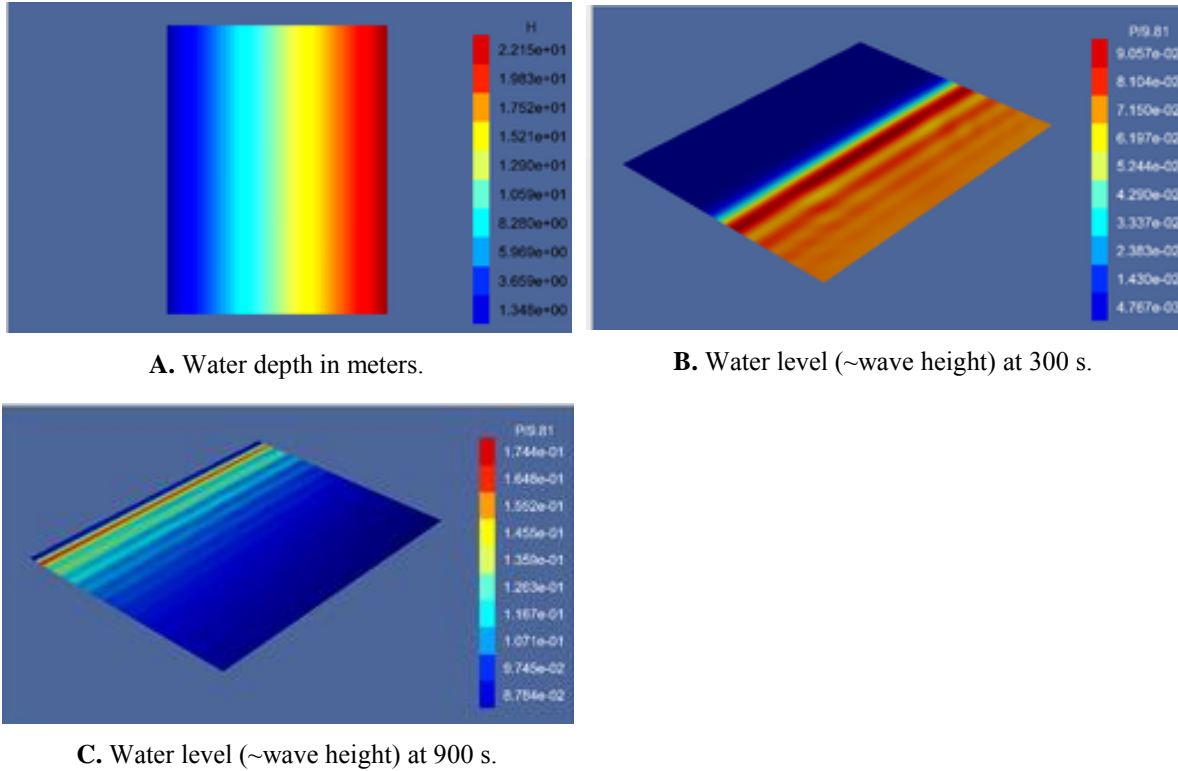 H
2.215e+01
1.983e+01
1.752e+01
1.521e+01
1.290e+01
1.059e+01
8.280e+00
5.969e+00
3.659e+00
1.348e+00
A. Water depth in meters.
P/9.81
9.057e-02
8.104e-02
7.150e-02
6.197e-02
5.244e-02
4.290e-02
3.337e-02
2.383e-02
1.430e-02
4.767e-03
B. Water level (~wave height) at 300 s.
P/9.81
1.744e-01
1.648e-01
1.552e-01
1.455e-01
1.359e-01
1.263e-01
1.167e-01
1.071e-01
9.745e-02
8.784e-02
C. Water level (~wave height) at 900 s.